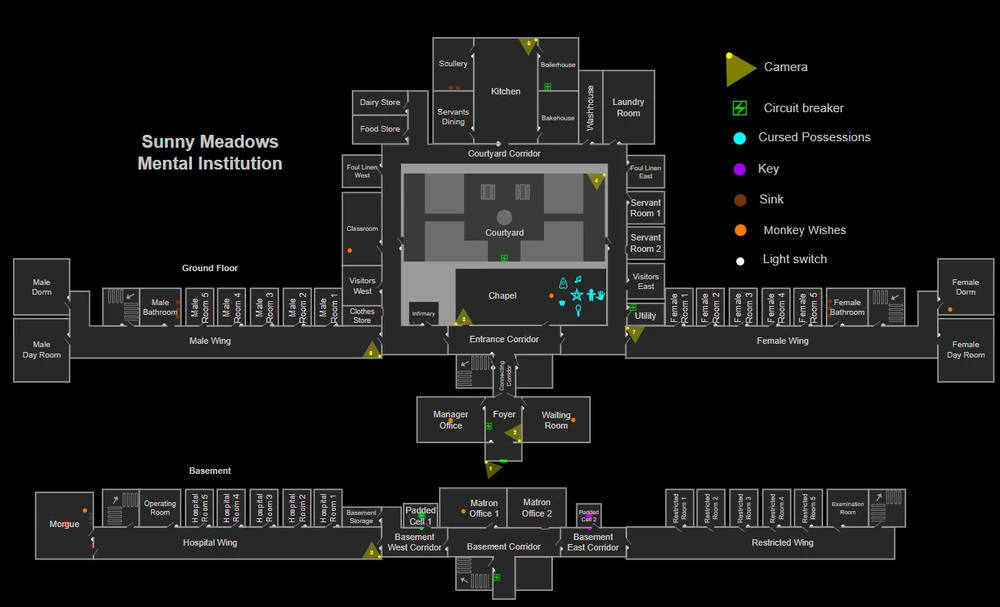 Scullery
Kitchen
Boilerhouse
Servants
Dining
Bakehouse
Washhouse
Laundry
Room
Dairy Store
Food Store
Sunny Meadows
Mental Institution
Camera
Circuit breaker
Cursed Possessions
Key
Sink
Monkey Wishes
Light switch
Courtyard Corridor
Foul Linen
West
Foul Linen
East
Classroom
Servant
Room 1
Courtyard
Servant
Room 2
Ground Floor
Visitors
West
Visitors
East
Chapel
Male
Dorm
Male
Bathroom
Male
Room 5
Male
Room 4
Male
Room 3
Male
Room 2
Male
Room 1
Clothes
Store
Infirmary
Utility
Female
Room 1
Female
Room 2
Female
Room 3
Female
Room 4
Female
Room 5
Female
Bathroom
Female
Dorm
Male
Day Room
Male Wing
Entrance Corridor
Female Wing
Female
Day Room
Connecting
Corridor
Manager
Office
Foyer
Waiting
Room
Basement
Morgue
Operating
Room
Hospital
Room 5
Hospital
Room 4
Hospital
Room 3
Hospital
Room 2
Hospital
Room 1
Basement
Storage
Padded
Cell 1
Matron
Office 1
Matron
Office 2
Padded
Cell 2
Restricted
Room 1
Restricted
Room 2
Restricted
Room 3
Restricted
Room 4
Restricted
Room 5
Examination
Room
Hospital Wing
Basement
West Corridor
Basement Corridor
Basement
East Corridor
Restricted Wing